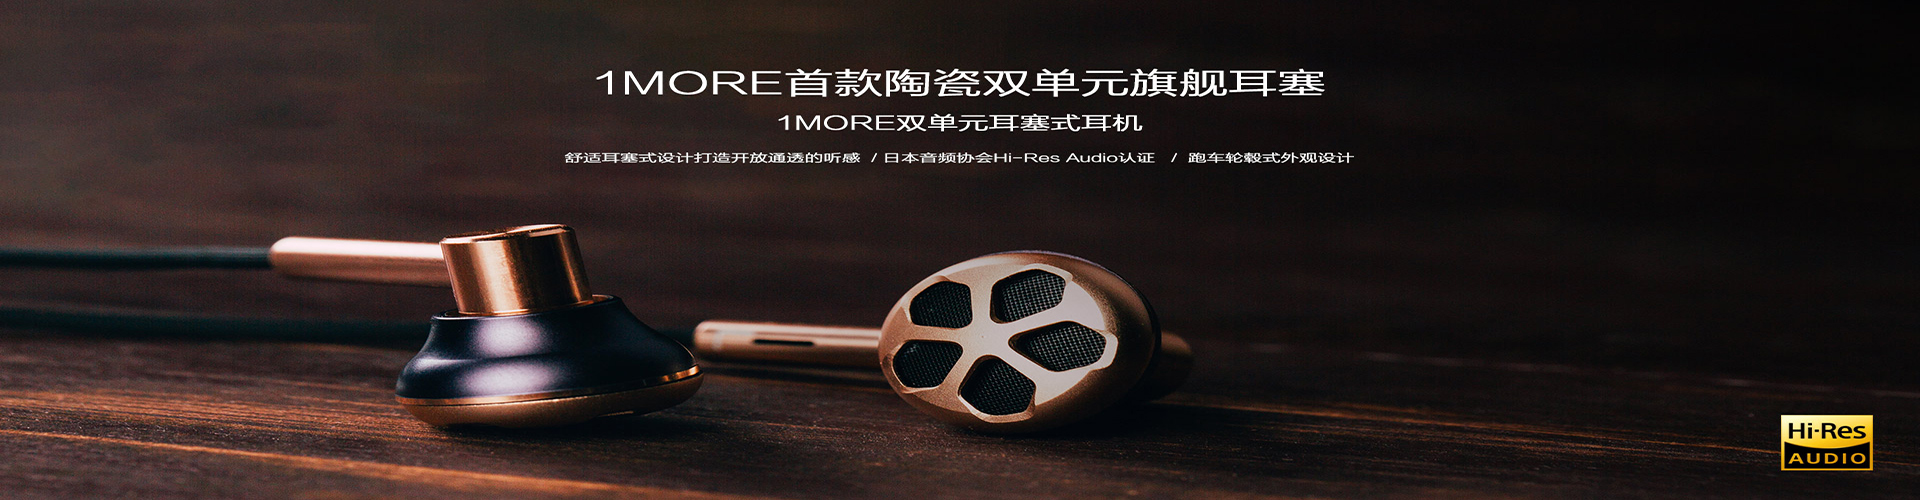 1MORE首款陶瓷双单元旗舰耳塞
1MORE双单元耳塞式耳机
舒适耳塞式设计打造开放通透的听感 / 日本音频协会Hi-Res Audio认证 / 跑车轮毂式外观设计
Hi-Res
AUDIO